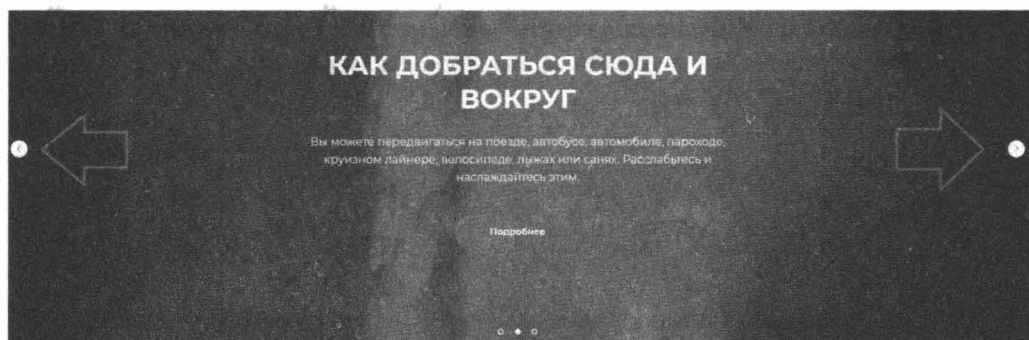 КАК ДОБРАТЬСЯ СЮДА И
ВОКРУГ
Вы можете передвигаться на поезде, автобусе, автомобиле, пароходе,
круизном лайнере, велосипеде, лыжах или санях. Расслабьтесь и
наслаждайтесь этим.
Подробнее